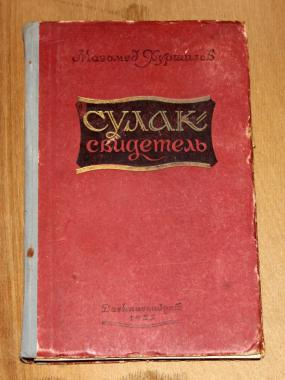 Магомед Хуршилов
СУЛАК-
свидетель
Дагкнигоиздат